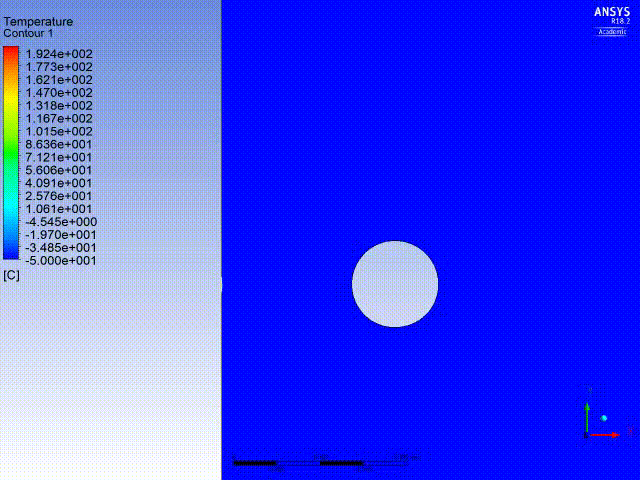 Temperature
Contour 1
1.924e+002
1.773e+002
1.621e+002
1.470e+002
1.318e+002
1.167e+002
1.015e+002
8.636e+001
7.121e+001
5.606e+001
4.091e+001
2.576e+001
1.061e+001
-4.545e+000
-1.970e+001
-3.485e+001
-5.000e+001
[C]
ANSYS
R18.2
Academic